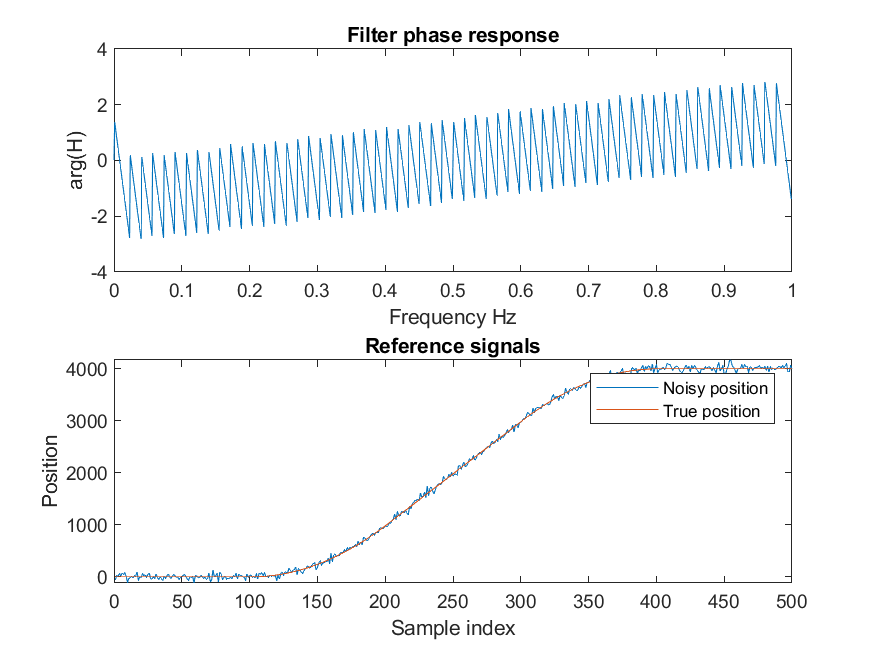 Filter phase response
4
2
0
-2
-4
arg(H)
0 0.1 0.2 0.3 0.4 0.5 0.6 0.7 0.8 0.9 1
Frequency Hz
Reference signals
4000
3000
2000
1000
0
Position
Noisy position
True position
0 50 100 150 200 250 300 350 400 450 500
Sample index